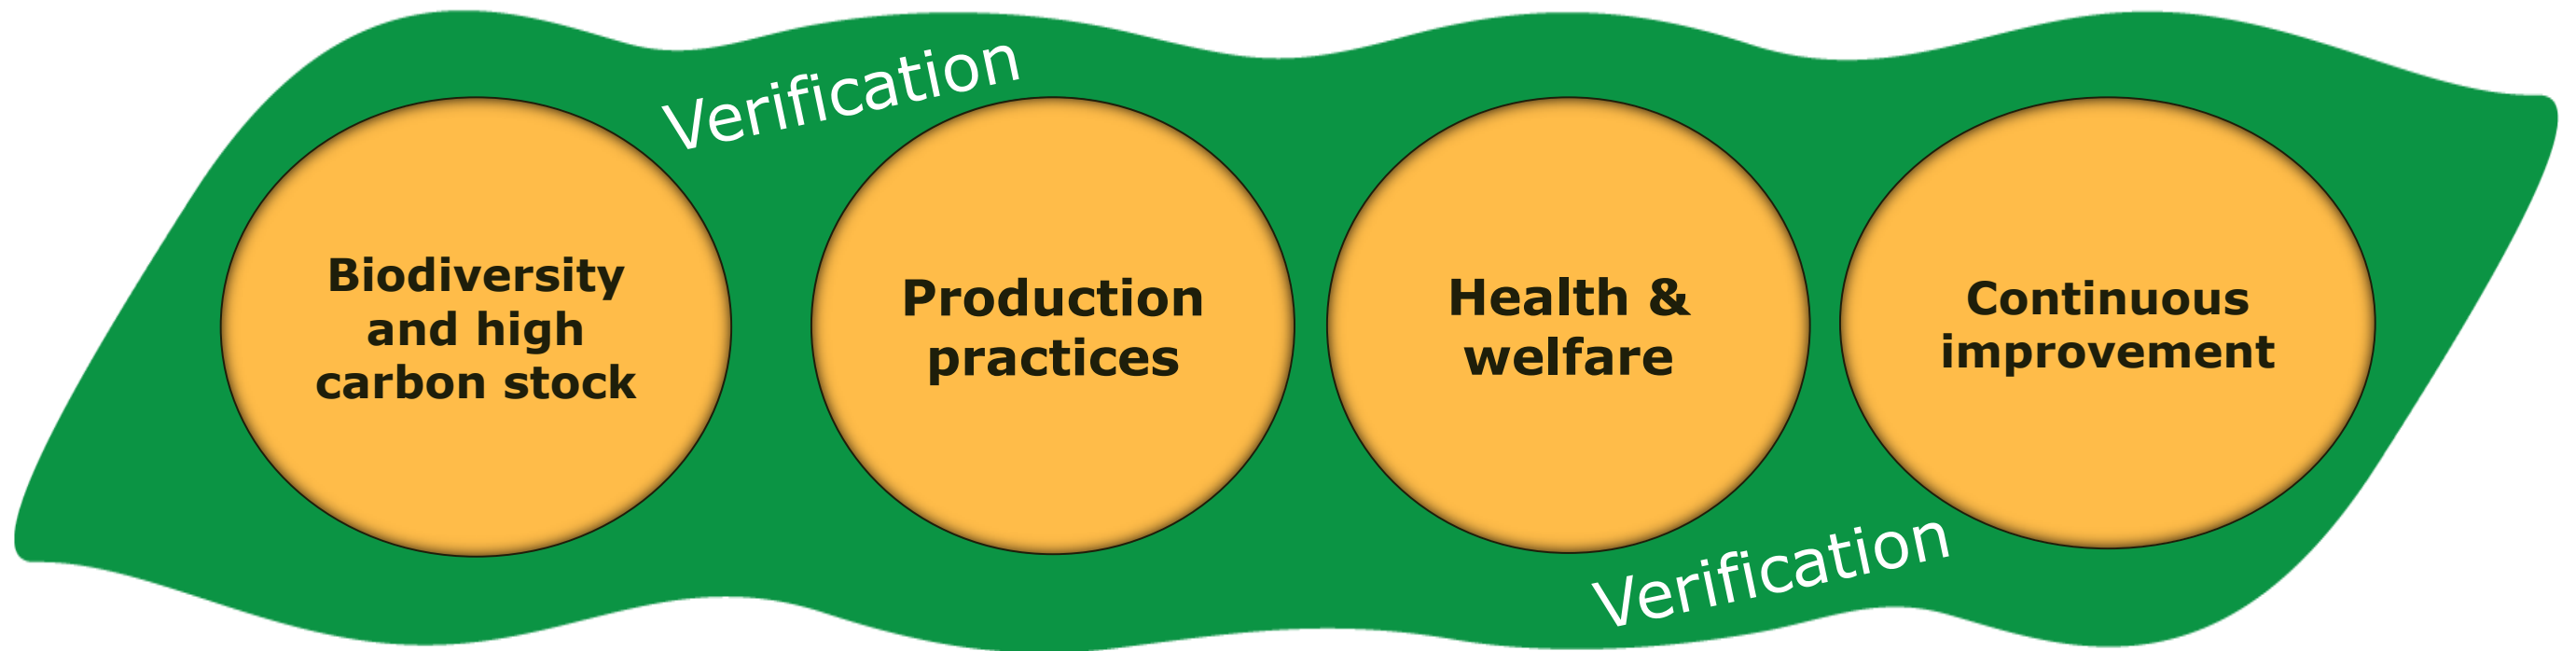 Verification
Biodiversity
and high
carbon stock
Production
practices
Health &
welfare
Continuous
improvement
Verification